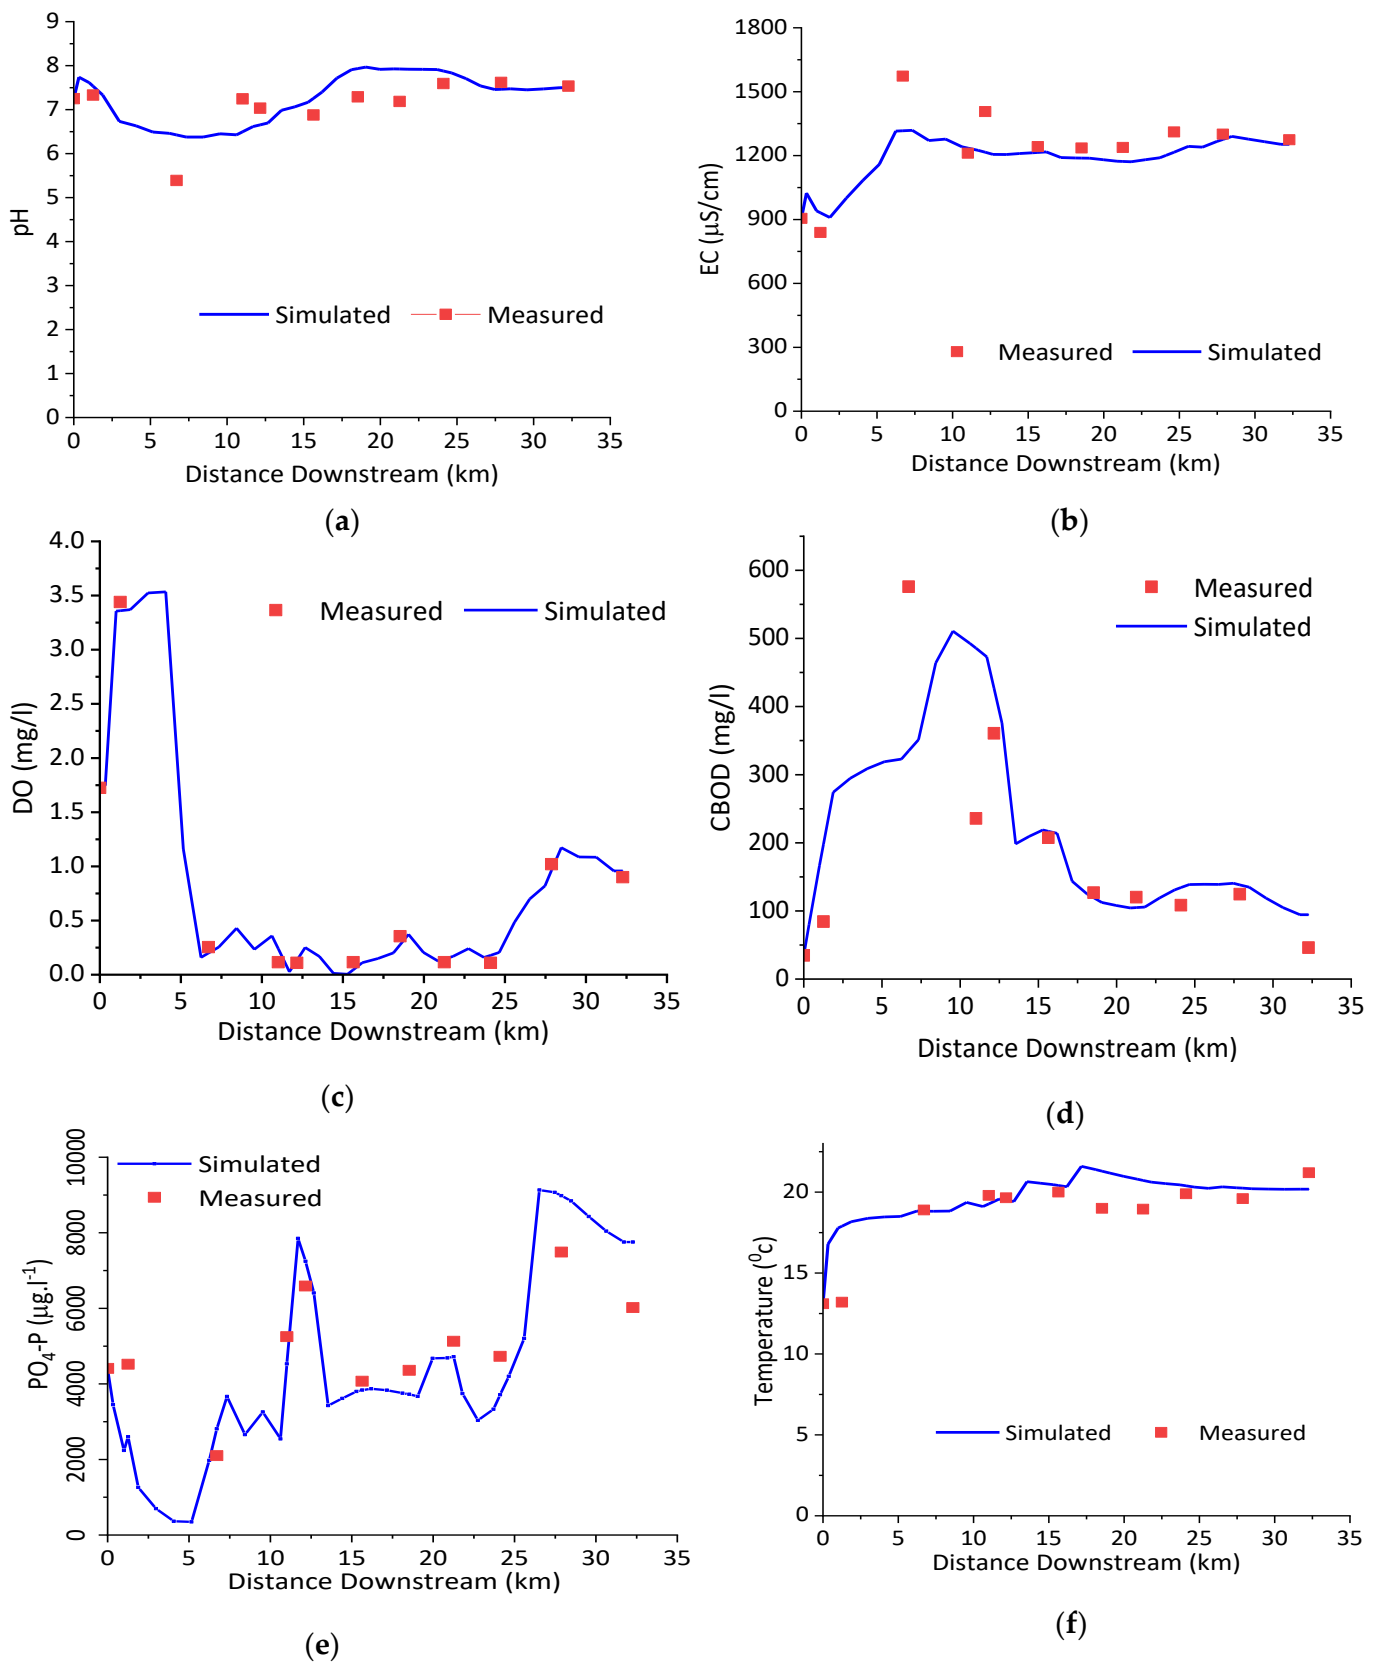 9
8
7
6
5
4
3
2
1
0
pH
Simulated
Measured
0 5 10 15 20 25 30 35
Distance Downstream (km)
(a)
1800
1500
1200
900
600
300
0
EC (µS/cm)
Measured
Simulated
0 5 10 15 20 25 30 35
Distance Downstream (km)
(b)
4.0
3.5
3.0
2.5
2.0
1.5
1.0
0.5
0.0
DO (mg/l)
Measured
Simulated
0 5 10 15 20 25 30 35
Distance Downstream (km)
(c)
600
500
400
300
200
100
0
CBOD (mg/l)
Measured
Simulated
0 5 10 15 20 25 30 35
Distance Downstream (km)
(d)
10000
8000
6000
4000
2000
0
PO4-P (µg.l-1)
Simulated
Measured
0 5 10 15 20 25 30 35
Distance Downstream (km)
(e)
20
15
10
5
0
Temperature (0c)
Simulated
Measured
0 5 10 15 20 25 30 35
Distance Downstream (km)
(f)